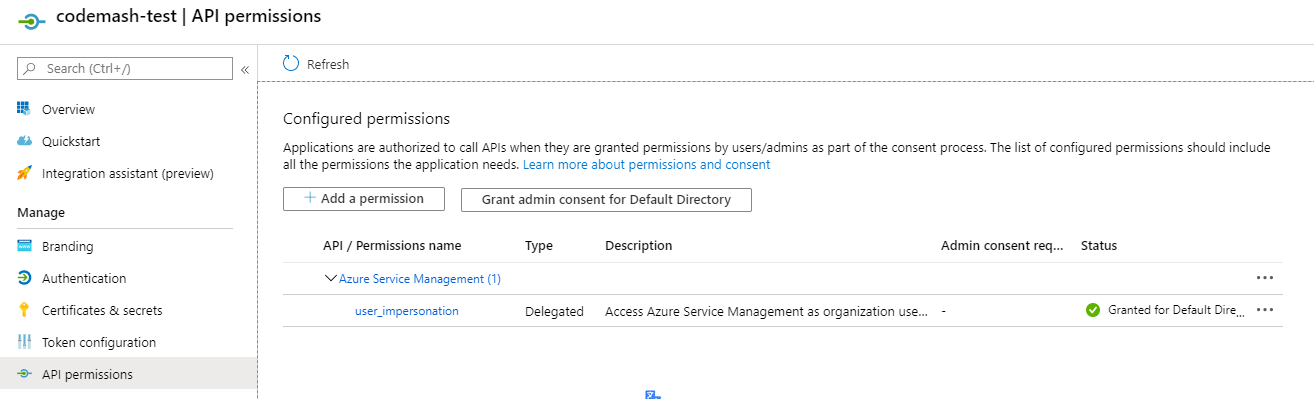 codemash-test | API permissions
Search (Ctrl+/)
«
Refresh
Overview
Quickstart
Integration assistant (preview)
Manage
Branding
Authentication
Certificates & secrets
Token configuration
API permissions
Configured permissions
Applications are authorized to call APIs when they are granted permissions by users/admins as part of the consent process. The list of configured permissions should include
all the permissions the application needs. Learn more about permissions and consent
+ Add a permission
Grant admin consent for Default Directory
API / Permissions name Type Description Admin consent req... Status
Azure Service Management (1) ...
user_impersonation Delegated Access Azure Service Management as organization use... - Granted for Default Dire... ...